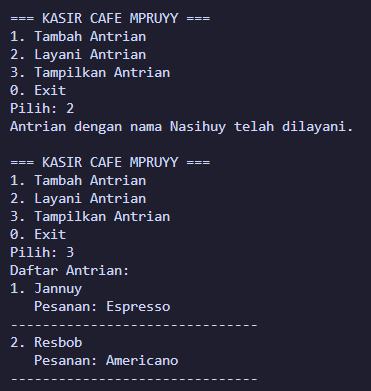 === KASIR CAFE MPRUYY ===
1. Tambah Antrian
2. Layani Antrian
3. Tampilkan Antrian
0. Exit
Pilih: 2
Antrian dengan nama Nasihuy telah dilayani.
=== KASIR CAFE MPRUYY ===
1. Tambah Antrian
2. Layani Antrian
3. Tampilkan Antrian
0. Exit
Pilih: 3
Daftar Antrian:
1. Jannuy
Pesanan: Espresso
-------------------------------
2. Resbob
Pesanan: Americano
-------------------------------